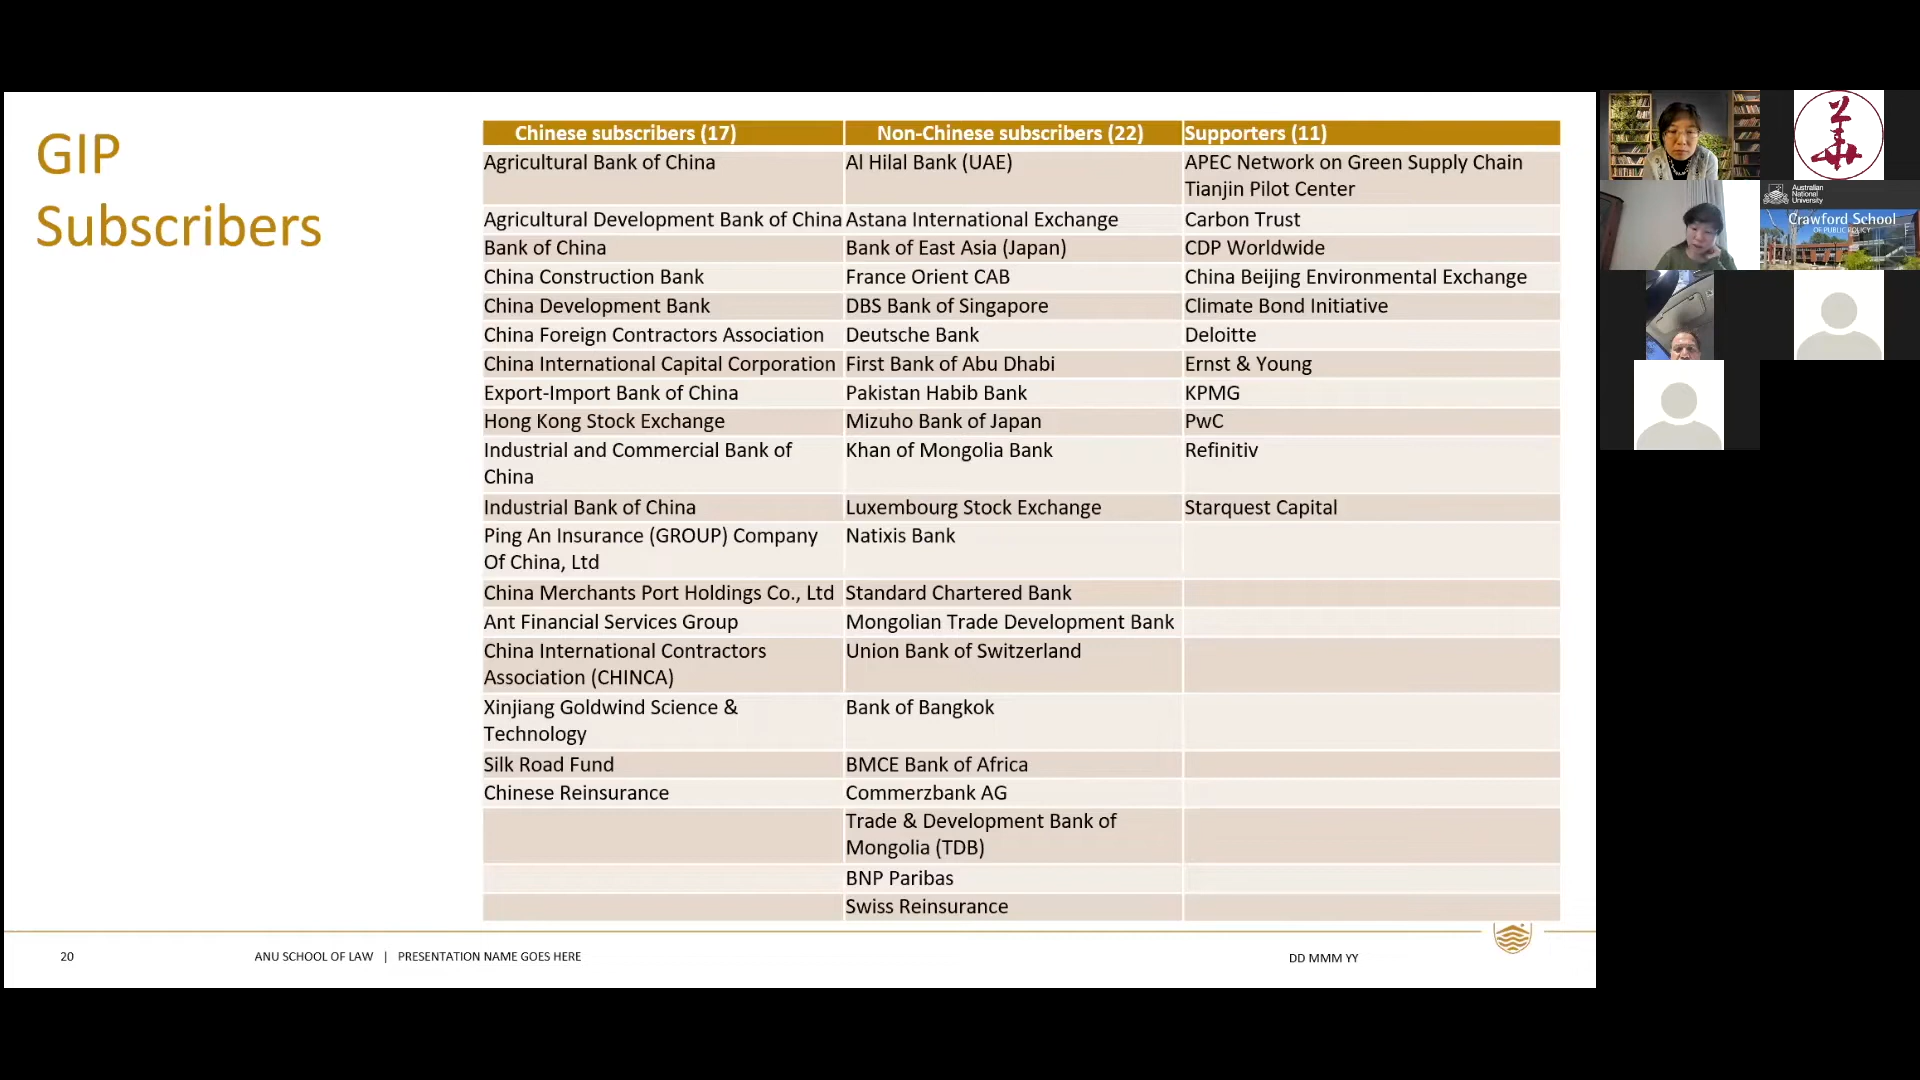 GIP
Subscribers
Chinese subscribers (17) Non-Chinese subscribers (22) Supporters (11)
Agricultural Bank of China Al Hilal Bank (UAE) APEC Network on Green Supply Chain
Tianjin Pilot Center
Agricultural Development Bank of China Astana International Exchange Carbon Trust
Bank of China Bank of East Asia (Japan) CDP Worldwide
China Construction Bank France Orient CAB China Beijing Environmental Exchange
China Development Bank DBS Bank of Singapore Climate Bond Initiative
China Foreign Contractors Association Deutsche Bank Deloitte
China International Capital Corporation First Bank of Abu Dhabi Ernst & Young
Export-Import Bank of China Pakistan Habib Bank KPMG
Hong Kong Stock Exchange Mizuho Bank of Japan PwC
Industrial and Commercial Bank of Khan of Mongolia Bank Refinitiv
China
Industrial Bank of China Luxembourg Stock Exchange Starquest Capital
Ping An Insurance (GROUP) Company Natixis Bank
Of China, Ltd
China Merchants Port Holdings Co., Ltd Standard Chartered Bank
Ant Financial Services Group Mongolian Trade Development Bank
China International Contractors Union Bank of Switzerland
Association (CHINCA)
Xinjiang Goldwind Science & Bank of Bangkok
Technology
Silk Road Fund BMCE Bank of Africa
Chinese Reinsurance Commerzbank AG
Trade & Development Bank of
Mongolia (TDB)
BNP Paribas
Swiss Reinsurance
20 ANU SCHOOL OF LAW | PRESENTATION NAME GOES HERE DD MMM YY
Australian
National
University
Crawford School
OF PUBLIC POLICY